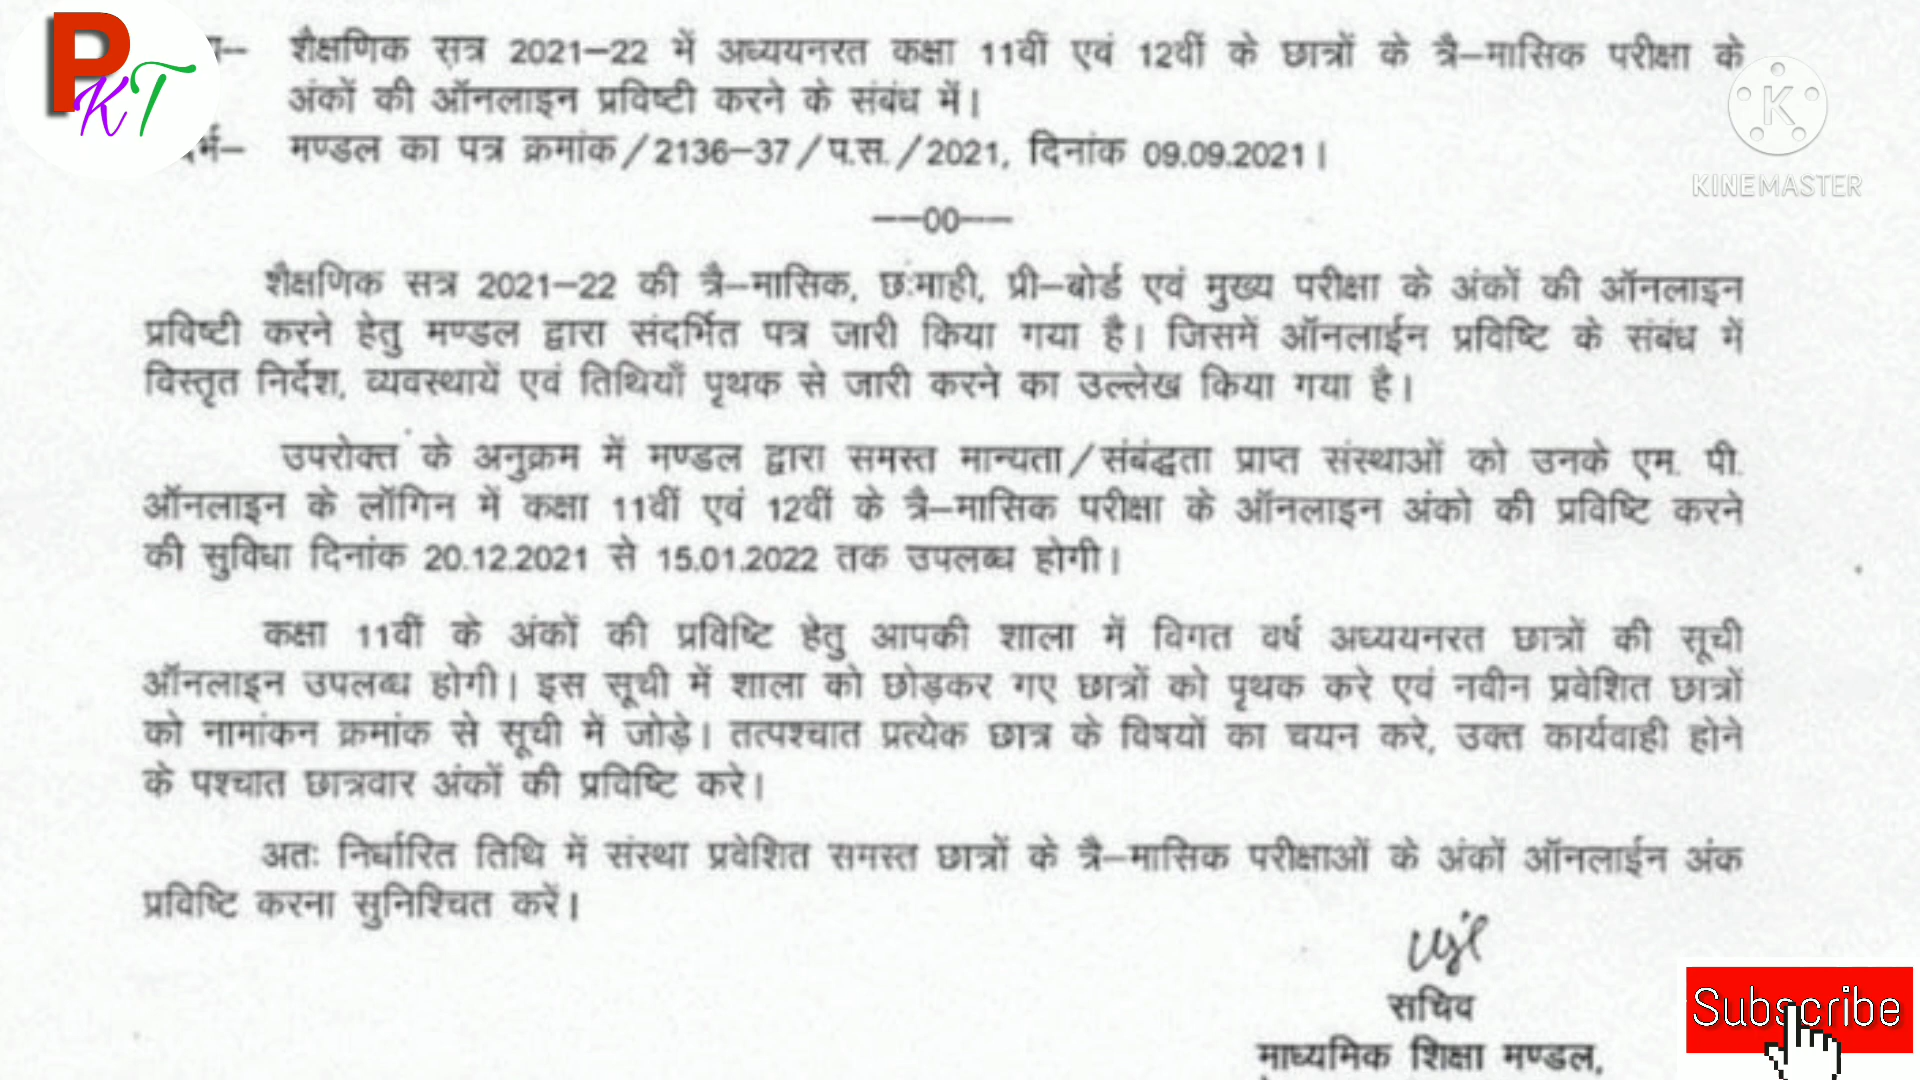 PKT
शैक्षणिक सत्र 2021–22 में अध्ययनरत कक्षा 11वीं एवं 12वीं के छात्रों के त्रै–मासिक परीक्षा के
अंकों की ऑनलाइन प्रविष्टी करने के संबंध में।
र्भ– मण्डल का पत्र क्रमांक/2136–37/प.स./2021, दिनांक 09.09.2021।
K
KINEMASTER
——00——
शैक्षणिक सत्र 2021–22 की त्रै–मासिक, छःमाही, प्री–बोर्ड एवं मुख्य परीक्षा के अंकों की ऑनलाइन
प्रविष्टी करने हेतु मण्डल द्वारा संदर्भित पत्र जारी किया गया है। जिसमें ऑनलाईन प्रविष्टि के संबंध में
विस्तृत निर्देश, व्यवस्थायें एवं तिथियाँ पृथक से जारी करने का उल्लेख किया गया है।
उपरोक्त के अनुक्रम में मण्डल द्वारा समस्त मान्यता/संबंद्धता प्राप्त संस्थाओं को उनके एम. पी.
ऑनलाइन के लॉगिन में कक्षा 11वीं एवं 12वीं के त्रै–मासिक परीक्षा के ऑनलाइन अंको की प्रविष्टि करने
की सुविधा दिनांक 20.12.2021 से 15.01.2022 तक उपलब्ध होगी।
कक्षा 11वीं के अंकों की प्रविष्टि हेतु आपकी शाला में विगत वर्ष अध्ययनरत छात्रों की सूची
ऑनलाइन उपलब्ध होगी। इस सूची में शाला को छोड़कर गए छात्रों को पृथक करे एवं नवीन प्रवेशित छात्रों
को नामांकन क्रमांक से सूची में जोड़े। तत्पश्चात प्रत्येक छात्र के विषयों का चयन करे, उक्त कार्यवाही होने
के पश्चात छात्रवार अंकों की प्रविष्टि करे।
अतः निर्धारित तिथि में संस्था प्रवेशित समस्त छात्रों के त्रै–मासिक परीक्षाओं के अंकों ऑनलाईन अंक
प्रविष्टि करना सुनिश्चित करें।
सचिव
माध्यमिक शिक्षा मण्डल,
Subscribe